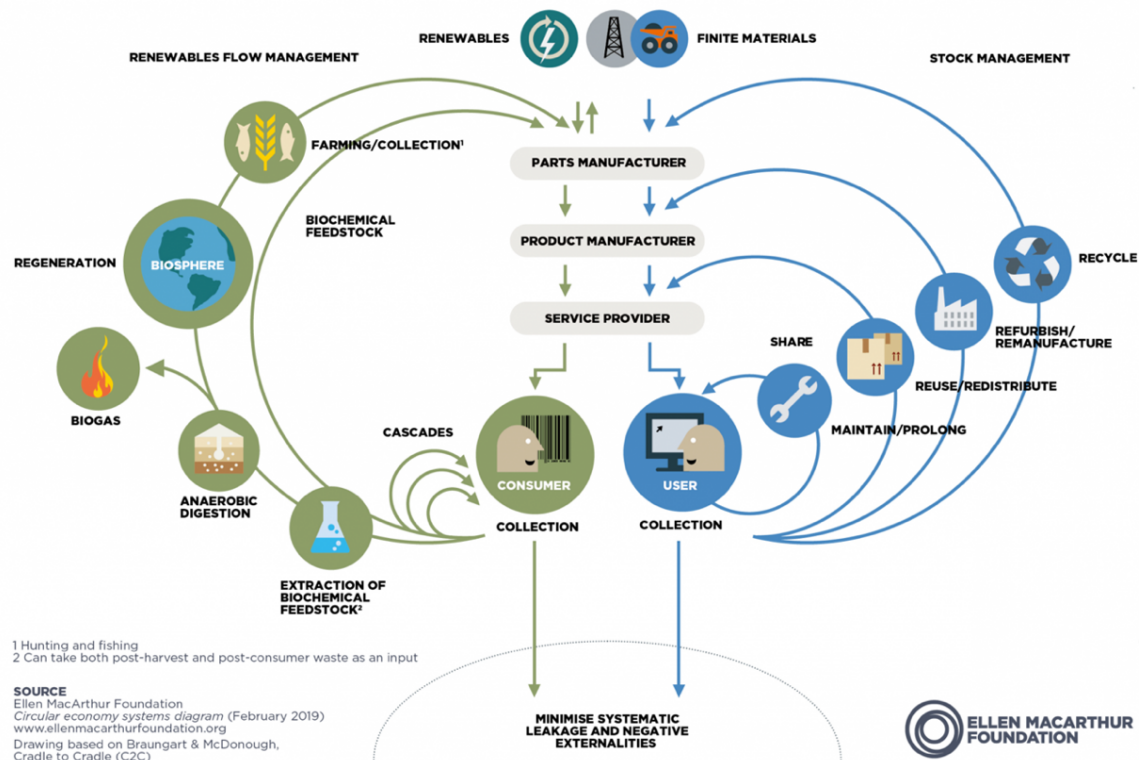 RENEWABLES
FINITE MATERIALS
RENEWABLES FLOW MANAGEMENT
STOCK MANAGEMENT
FARMING/COLLECTION¹
PARTS MANUFACTURER
BIOCHEMICAL
FEEDSTOCK
PRODUCT MANUFACTURER
REGENERATION
BIOSPHERE
RECYCLE
SERVICE PROVIDER
SHARE
REFURBISH/
REMANUFACTURE
REUSE/REDISTRIBUTE
BIOGAS
CASCADES
MAINTAIN/PROLONG
CONSUMER
USER
ANAEROBIC
DIGESTION
COLLECTION
COLLECTION
EXTRACTION OF
BIOCHEMICAL
FEEDSTOCK²
1 Hunting and fishing
2 Can take both post-harvest and post-consumer waste as an input
SOURCE
Ellen MacArthur Foundation
Circular economy systems diagram (February 2019)
www.ellenmacarthurfoundation.org
Drawing based on Braungart & McDonough,
Cradle to Cradle (C2C)
MINIMISE SYSTEMATIC
LEAKAGE AND NEGATIVE
EXTERNALITIES
ELLEN MACARTHUR
FOUNDATION